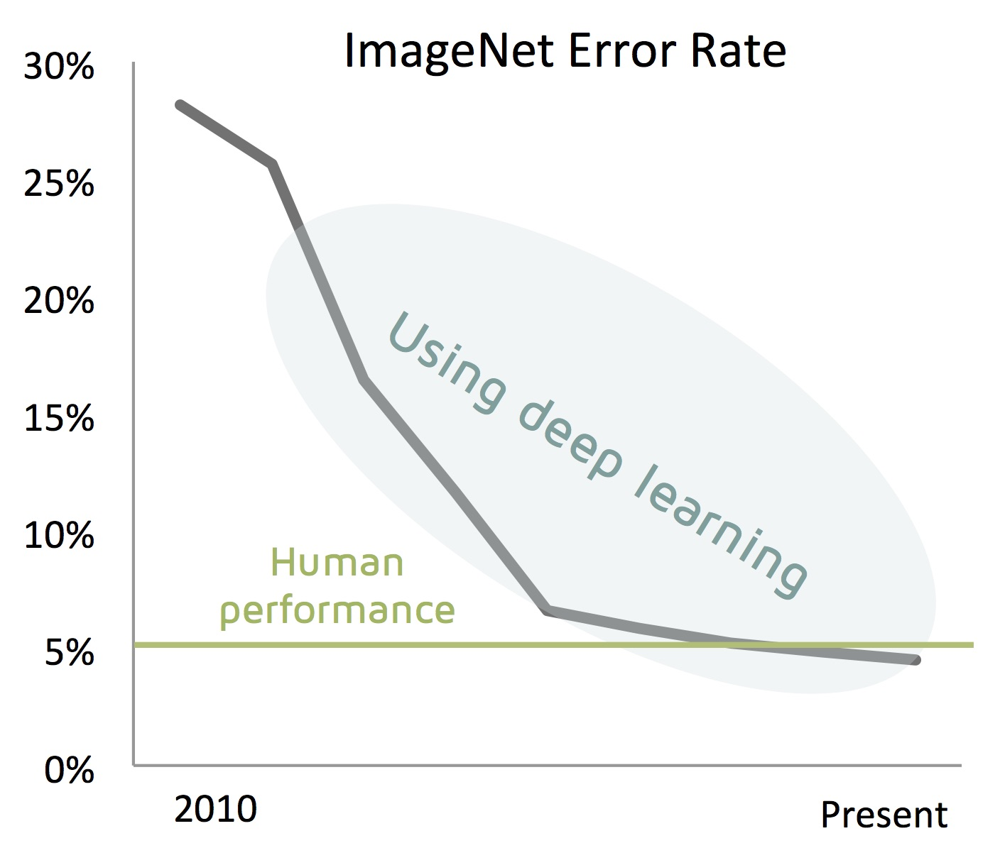 ImageNet Error Rate
30%
25%
20%
15%
10%
5%
0%
Using deep learning
Human
performance
2010
Present